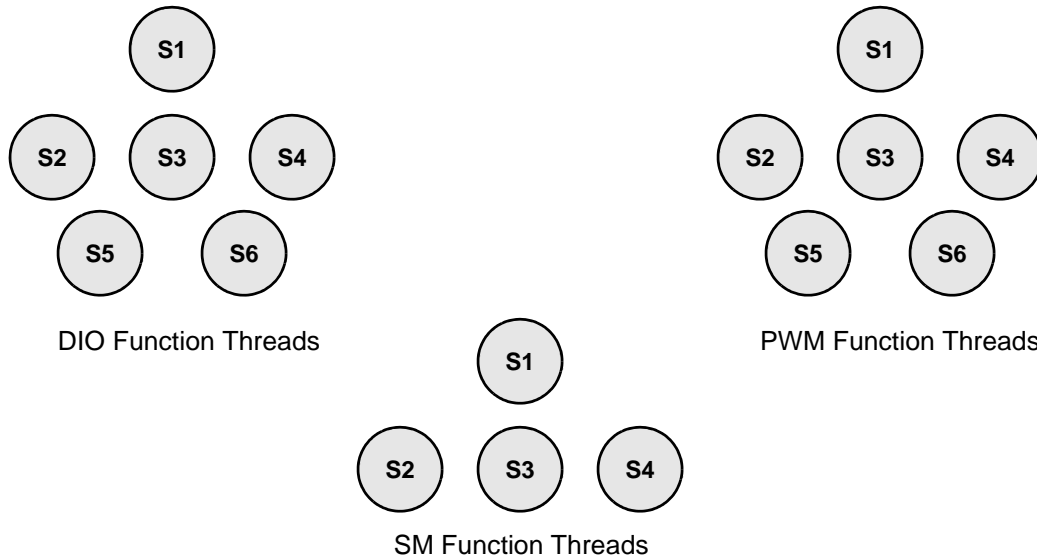 S1
S2 S3 S4
S5 S6
DIO Function Threads
S1
S2 S3 S4
S5 S6
PWM Function Threads
S1
S2 S3 S4
SM Function Threads